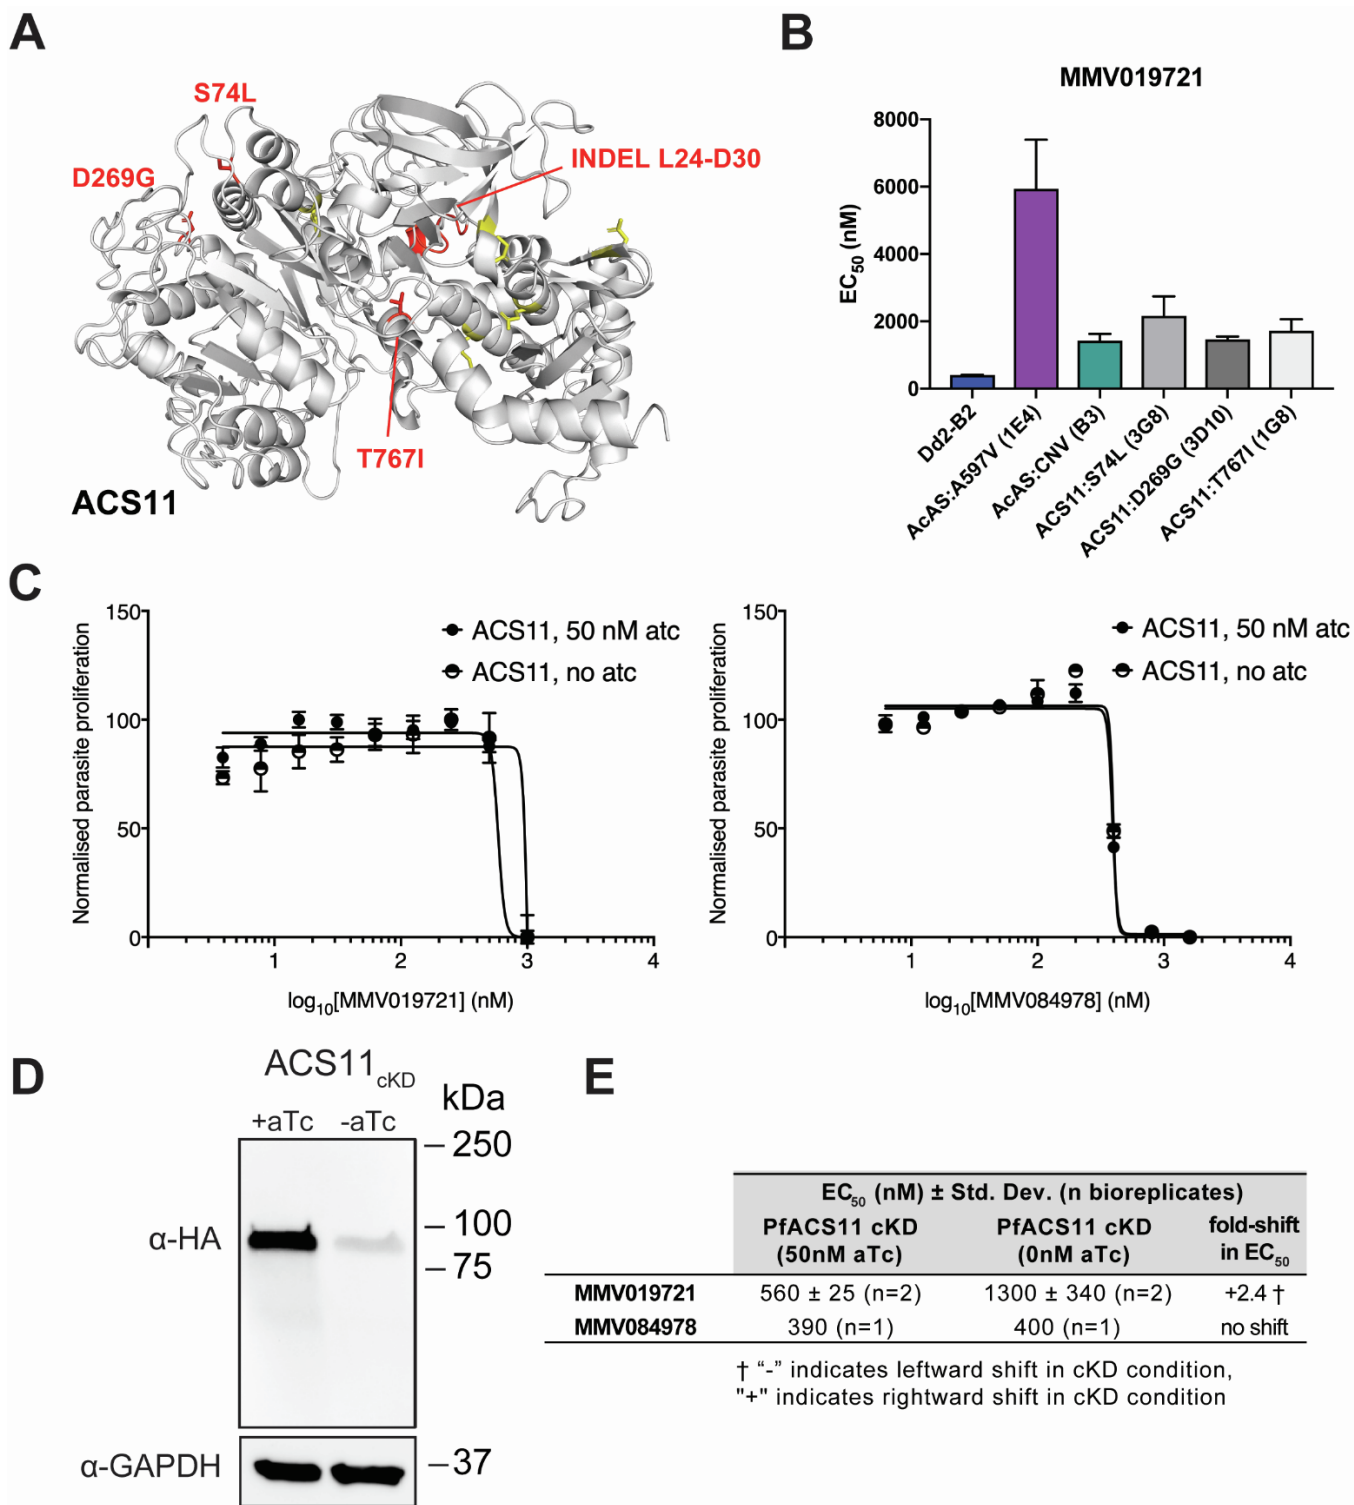 A
S74L
D269G
INDEL L24-D30
T767I
ACS11
B
MMV019721
8000
6000
4000
2000
0
EC50 (nM)
Dd2-B2
AcAS:A597V (1E4)
AcAS:CNV (B3)
ACS11:S74L (3G8)
ACS11:D269G (3D10)
ACS11:T767I (1G8)
C
150
100
50
0
Normalised parasite proliferation
ACS11, 50 nM atc
ACS11, no atc
1 2 3 4
log10[MMV019721] (nM)
150
100
50
0
Normalised parasite proliferation
ACS11, 50 nM atc
ACS11, no atc
1 2 3 4
log10[MMV084978] (nM)
D
ACS11cKD
kDa
+aTc -aTc
250
α-HA
100
75
α-GAPDH
37
E
EC50 (nM) ± Std. Dev. (n bioreplicates)
PfACS11 cKD (50nM aTc) PfACS11 cKD (0nM aTc) fold-shift in EC50
MMV019721 560 ± 25 (n=2) 1300 ± 340 (n=2) +2.4 †
MMV084978 390 (n=1) 400 (n=1) no shift
† “-” indicates leftward shift in cKD condition,
"+" indicates rightward shift in cKD condition